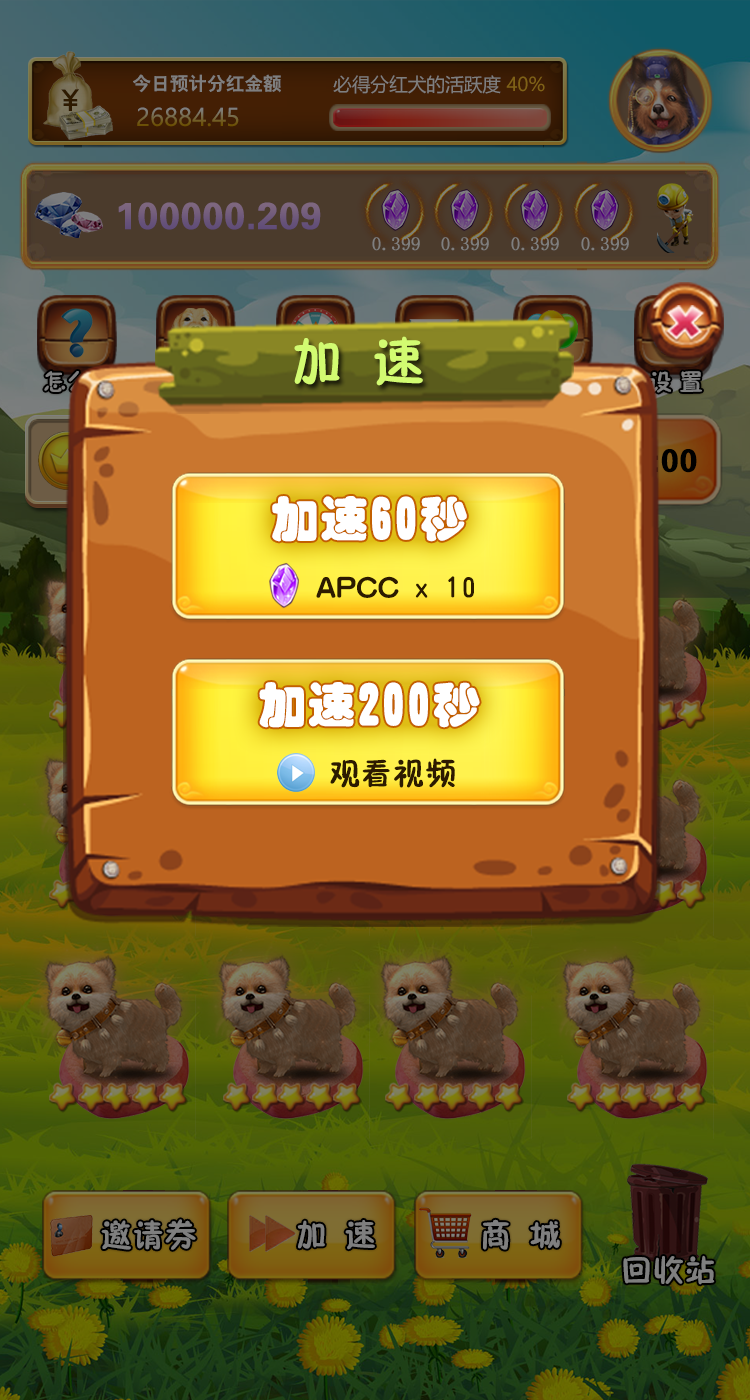 今日预计分红金额
必得分红犬的活跃度 40%
26884.45
100000.209
0.399
0.399
0.399
0.399
怎么
设置
加 速
00
加速60秒
APCC x 10
加速200秒
观看视频
邀请券
加 速
商 城
回收站